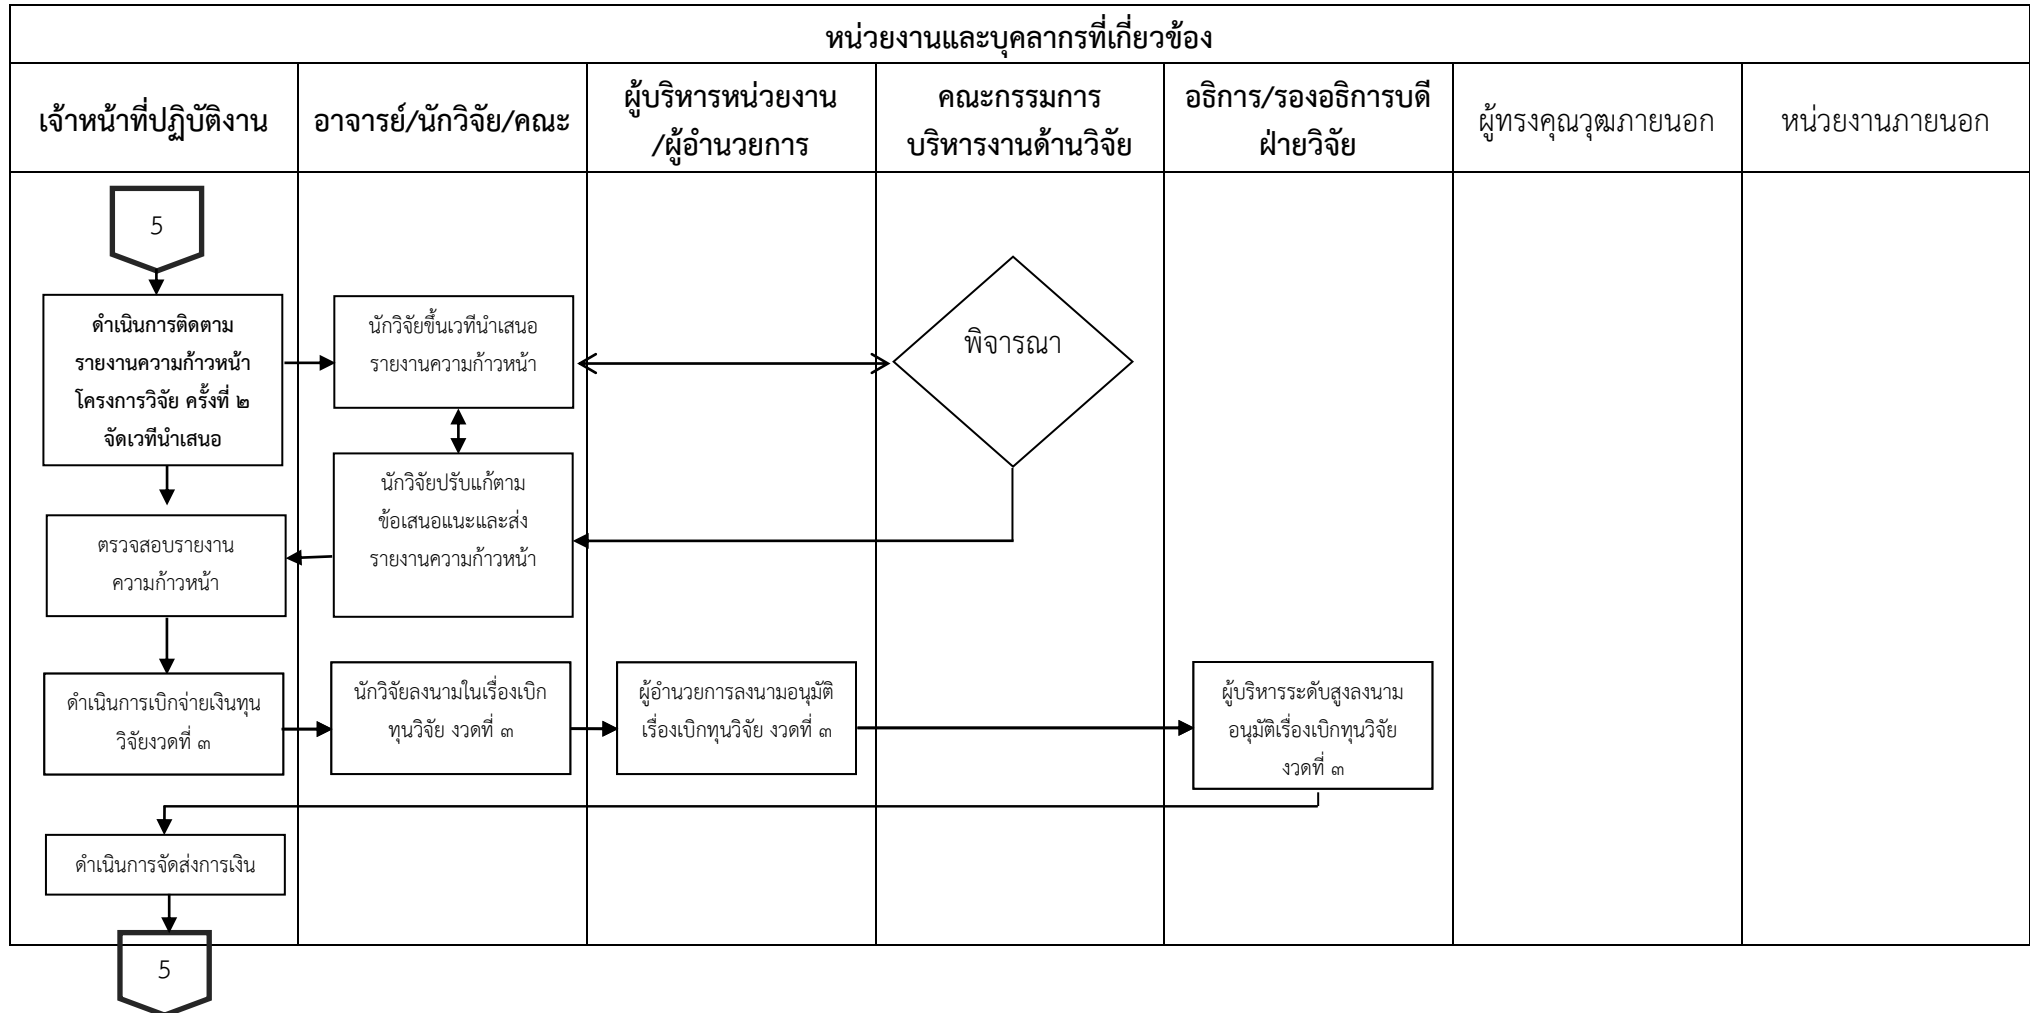 หน่วยงานและบุคลากรที่เกี่ยวข้อง
เจ้าหน้าที่ปฏิบัติงาน
อาจารย์/นักวิจัย/คณะ
ผู้บริหารหน่วยงาน
/ผู้อำนวยการ
คณะกรรมการ
บริหารงานด้านวิจัย
อธิการ/รองอธิการบดี
ฝ่ายวิจัย
ผู้ทรงคุณวุฒภายนอก
หน่วยงานภายนอก
5
ดำเนินการติดตาม
รายงานความก้าวหน้า
โครงการวิจัย ครั้งที่ ๒
จัดเวทีนำเสนอ
นักวิจัยขึ้นเวทีนำเสนอ
รายงานความก้าวหน้า
พิจารณา
นักวิจัยปรับแก้ตาม
ข้อเสนอแนะและส่ง
รายงานความก้าวหน้า
ตรวจสอบรายงาน
ความก้าวหน้า
ดำเนินการเบิกจ่ายเงินทุน
วิจัยงวดที่ ๓
นักวิจัยลงนามในเรื่องเบิก
ทุนวิจัย งวดที่ ๓
ผู้อำนวยการลงนามอนุมัติ
เรื่องเบิกทุนวิจัย งวดที่ ๓
ผู้บริหารระดับสูงลงนาม
อนุมัติเรื่องเบิกทุนวิจัย
งวดที่ ๓
ดำเนินการจัดส่งการเงิน
5